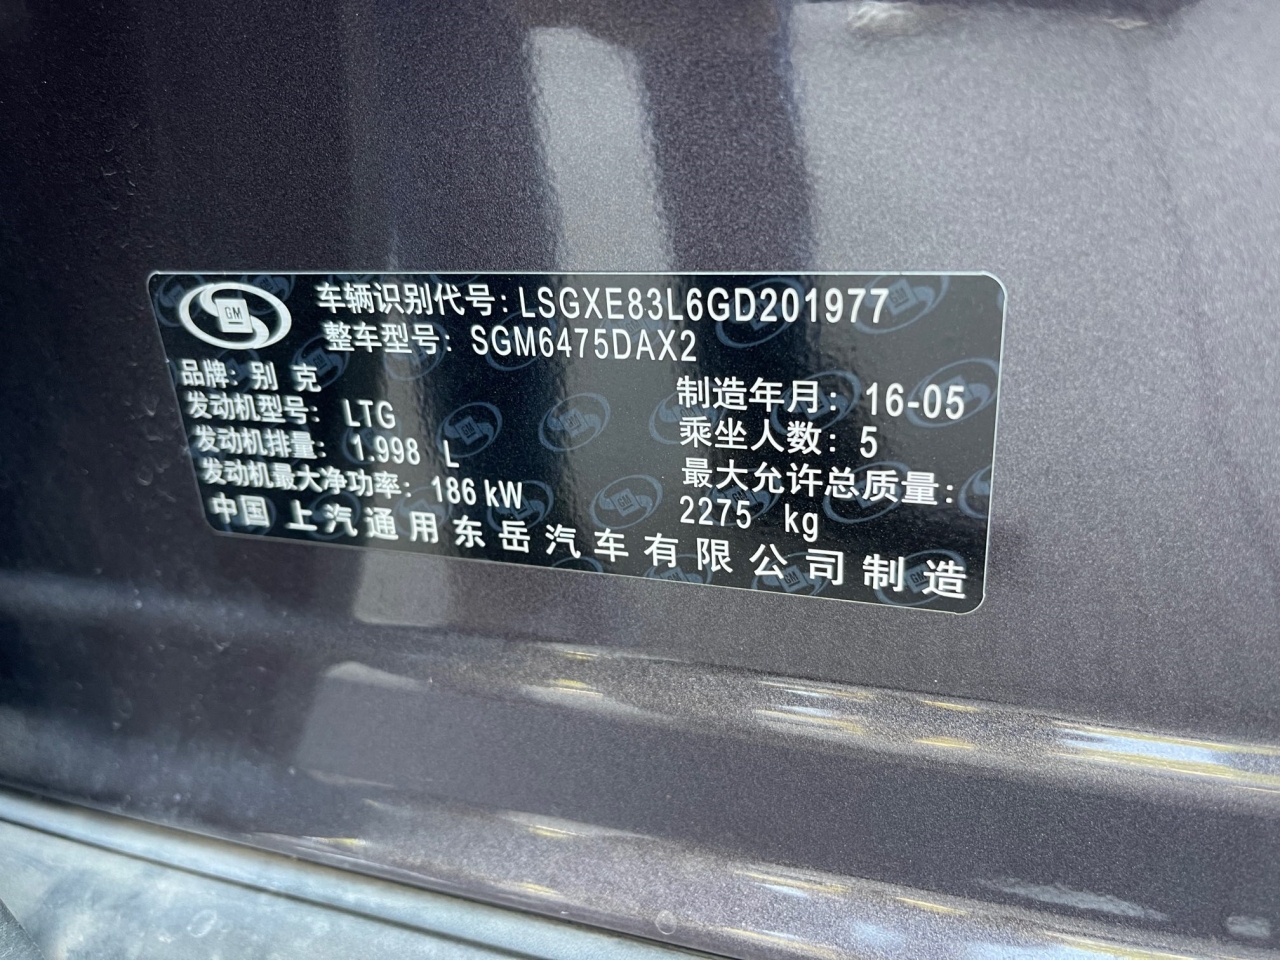 车辆识别代号: LSGXE83L6GD201977
整车型号: SGM6475DAX2
品牌: 别克
发动机型号: LTG
发动机排量: 1.998 L
发动机最大净功率: 186 kW
制造年月: 16-05
乘坐人数: 5
最大允许总质量:
2275 kg
中国上汽通用东岳汽车有限公司制造
GM